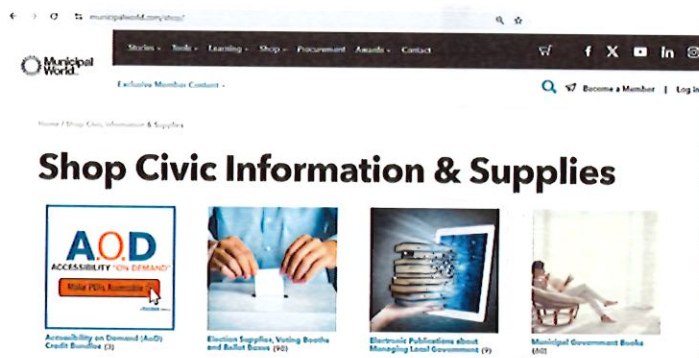 municipalworld.com/shop/
Stories Tools Learning Shop Procurement Awards Contact
f X in
Municipal
World
Exclusive Member Content
Become a Member | Log in
Home / Shop Civic Information & Supplies
Shop Civic Information & Supplies
A.O.D
ACCESSIBILITY "ON DEMAND"
Make PDFs Accessible
Accessibility on Demand (AoD)
Credit Bundles (3)
Election Supplies, Voting Booths
and Ballot Boxes (90)
Electronic Publications about
Managing Local Government (9)
Municipal Government Books
(60)